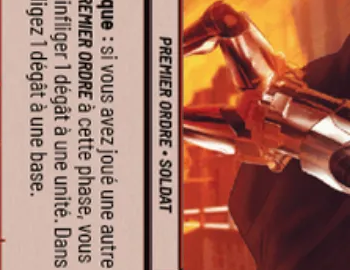 PREMIER ORDRE • SOLDAT
que : si vous avez joué une autre
REMIER ORDRE à cette phase, vous
infliger 1 dégât à une unité. Dans
ligez 1 dégât à une base.